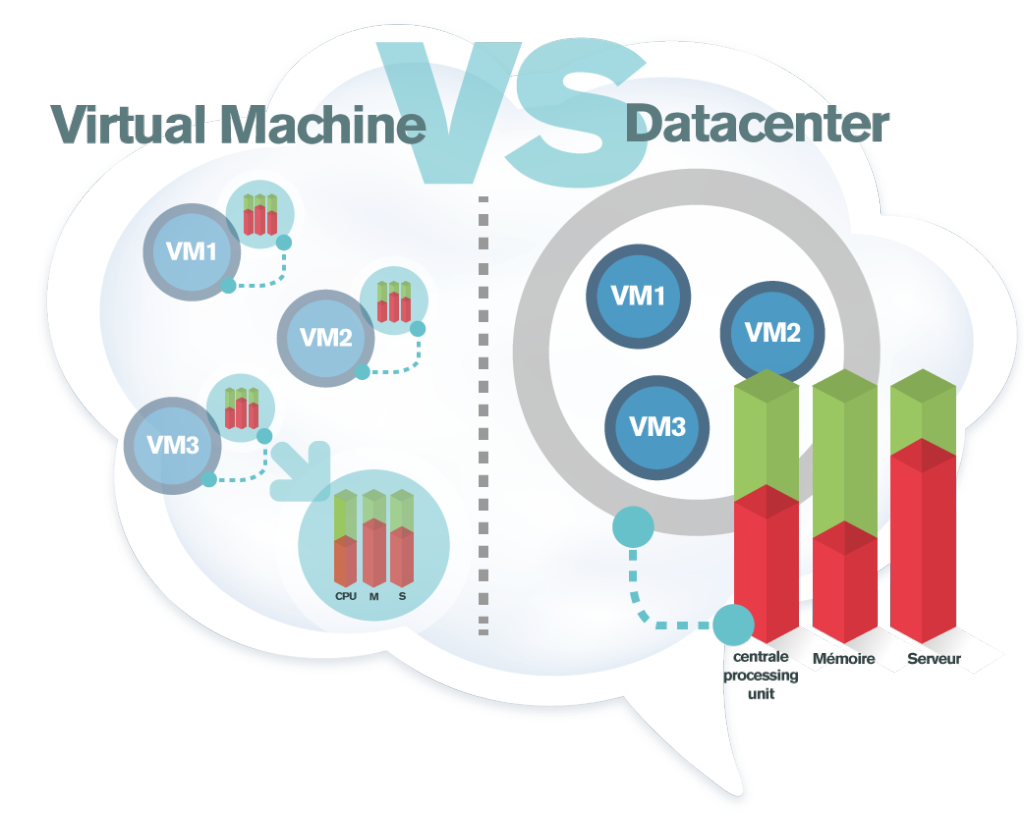 VS
Virtual Machine
Datacenter
VM1
VM2
VM3
CPU M S
VM1
VM2
VM3
centrale
processing
unit
Mémoire
Serveur